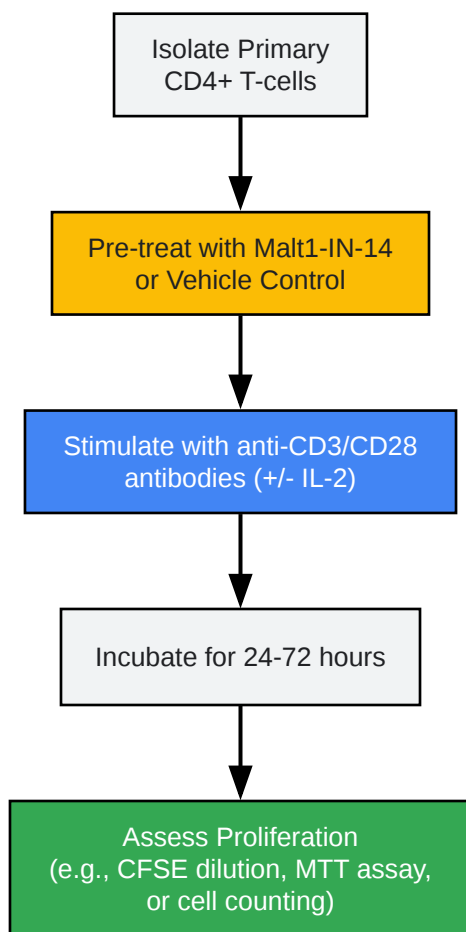 Isolate Primary
CD4+ T-cells
Pre-treat with Malt1-IN-14
or Vehicle Control
Stimulate with anti-CD3/CD28
antibodies (+/- IL-2)
Incubate for 24-72 hours
Assess Proliferation
(e.g., CFSE dilution, MTT assay,
or cell counting)